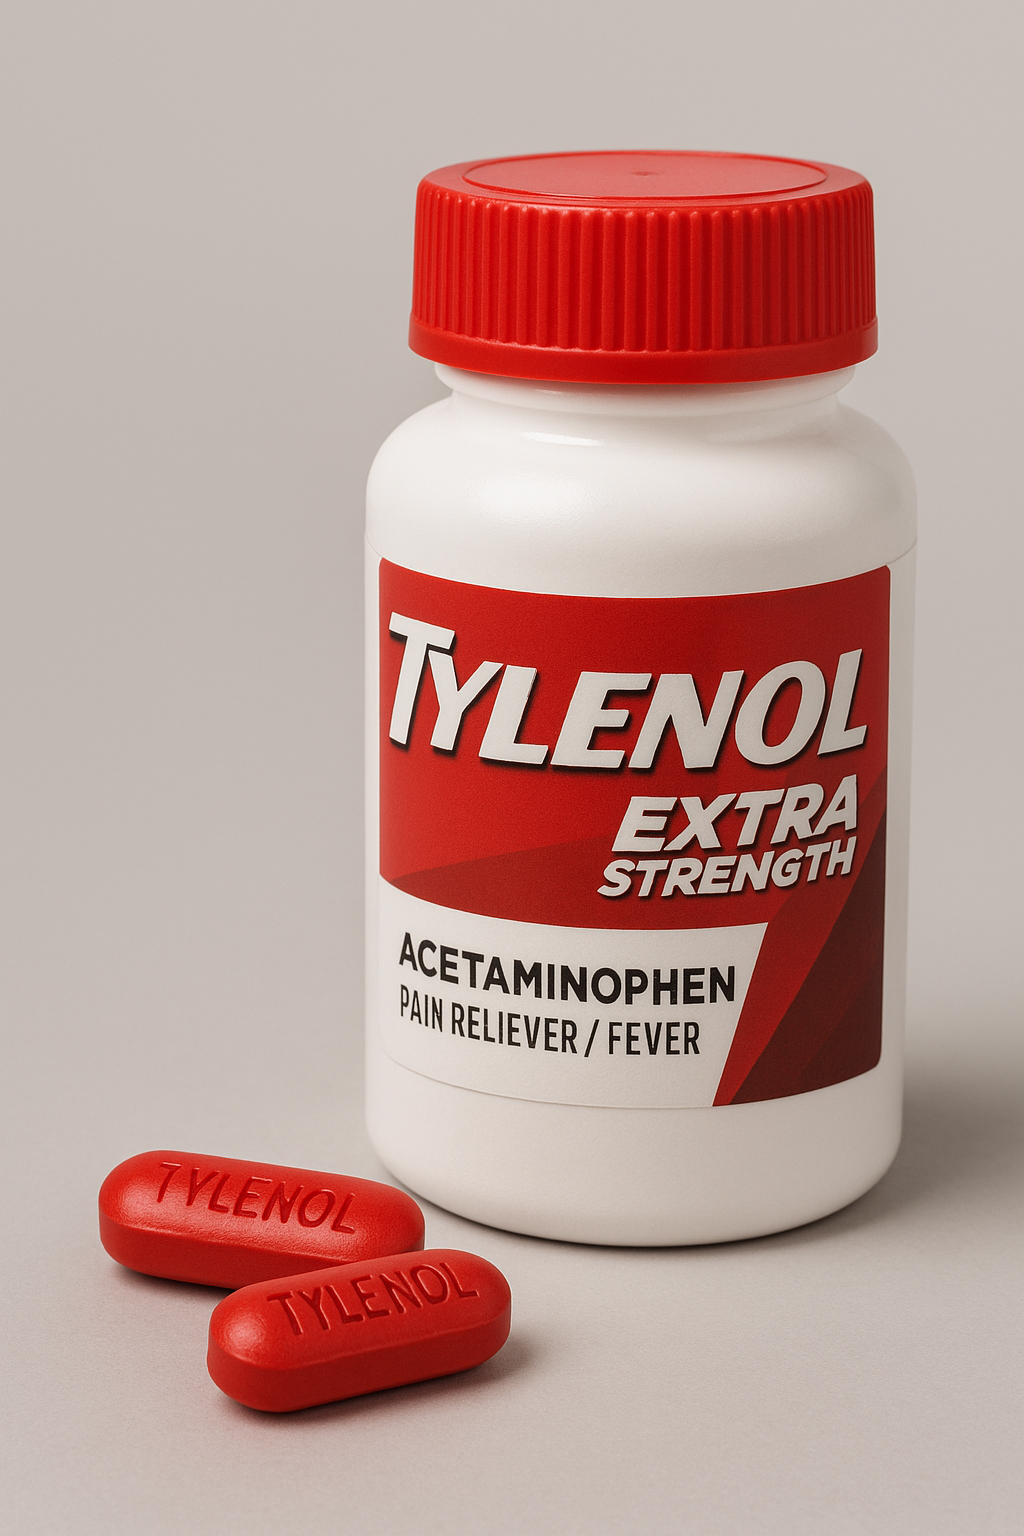 TYLENOL
EXTRA
STRENGTH
ACETAMINOPHEN
PAIN RELIEVER / FEVER
TYLENOL
TYLENOL